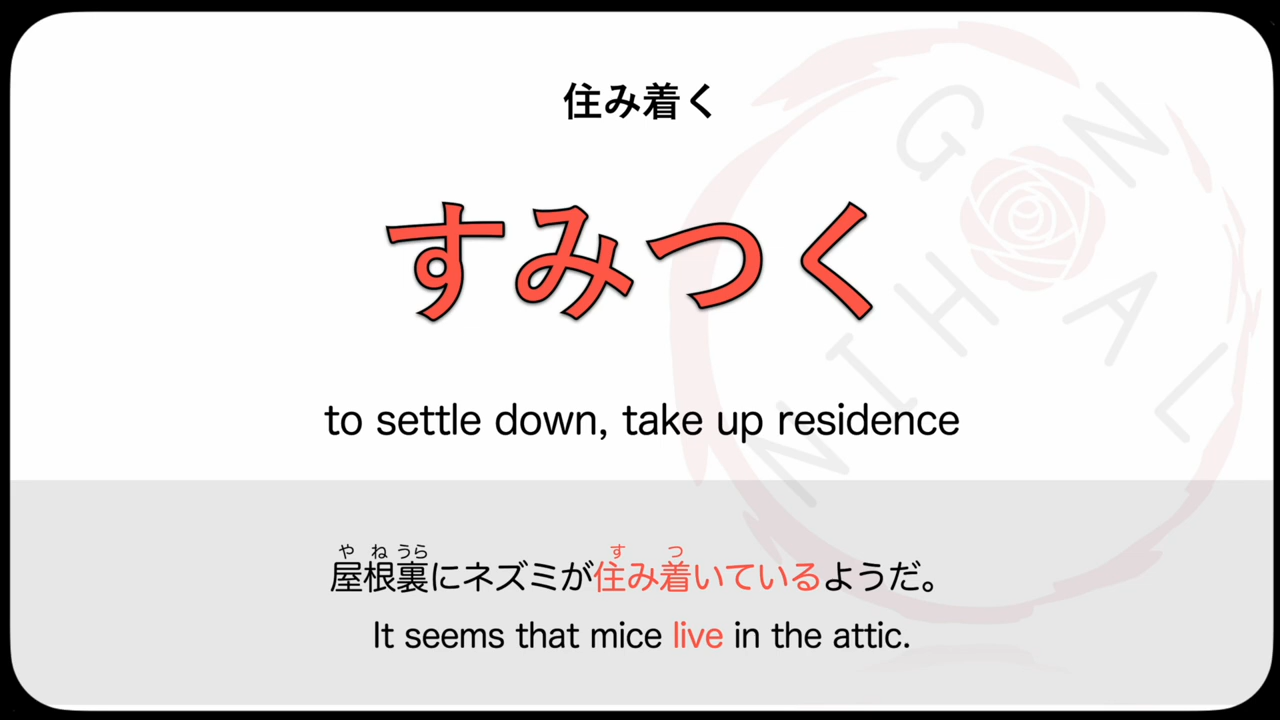 住み着く
すみつく
to settle down, take up residence
や ね うら す つ
屋根裏にネズミが住み着いているようだ。
It seems that mice live in the attic.
NIHONGAL